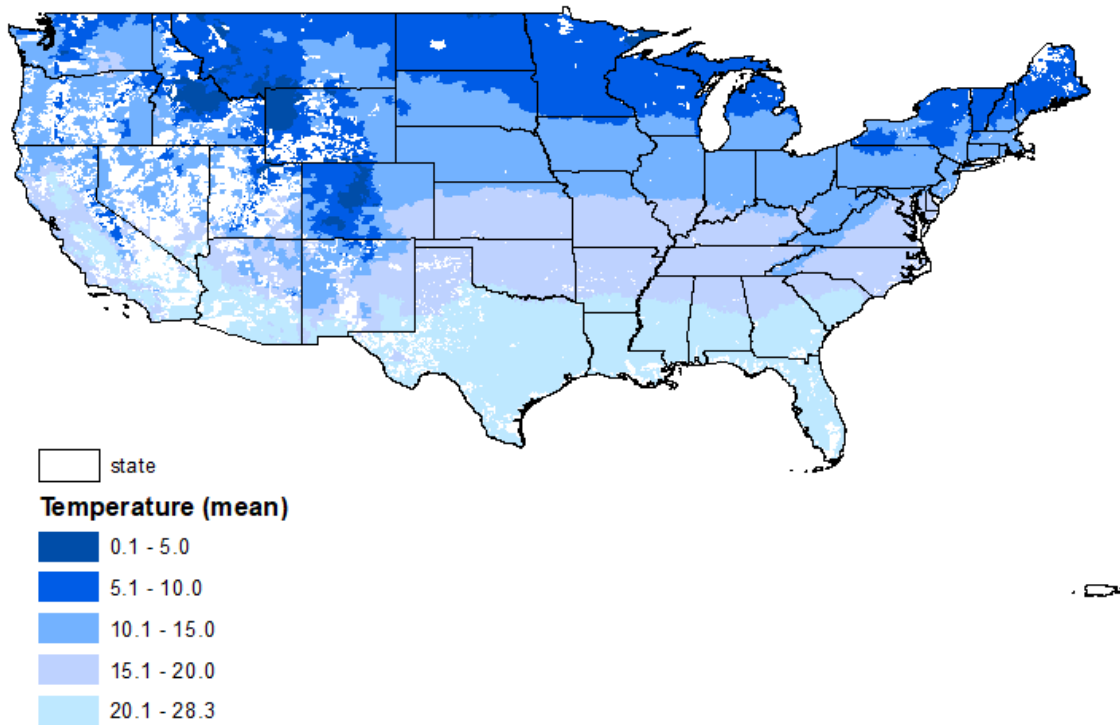 state
Temperature (mean)
0.1 - 5.0
5.1 - 10.0
10.1 - 15.0
15.1 - 20.0
20.1 - 28.3